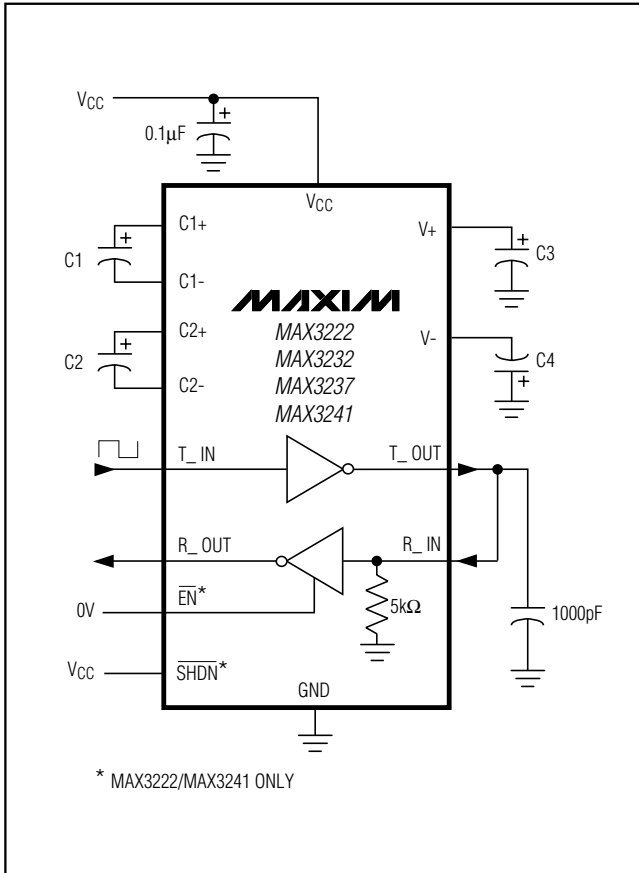 VCC
0.1µF
VCC
C1+
V+
C1
C3
C1-
MAXIM
C2+
MAX3222
V-
MAX3232
C2
C4
MAX3237
C2-
MAX3241
T_ IN
T_ OUT
R_ OUT
R_ IN
0V
EN*
5kΩ
1000pF
VCC
SHDN*
GND
* MAX3222/MAX3241 ONLY